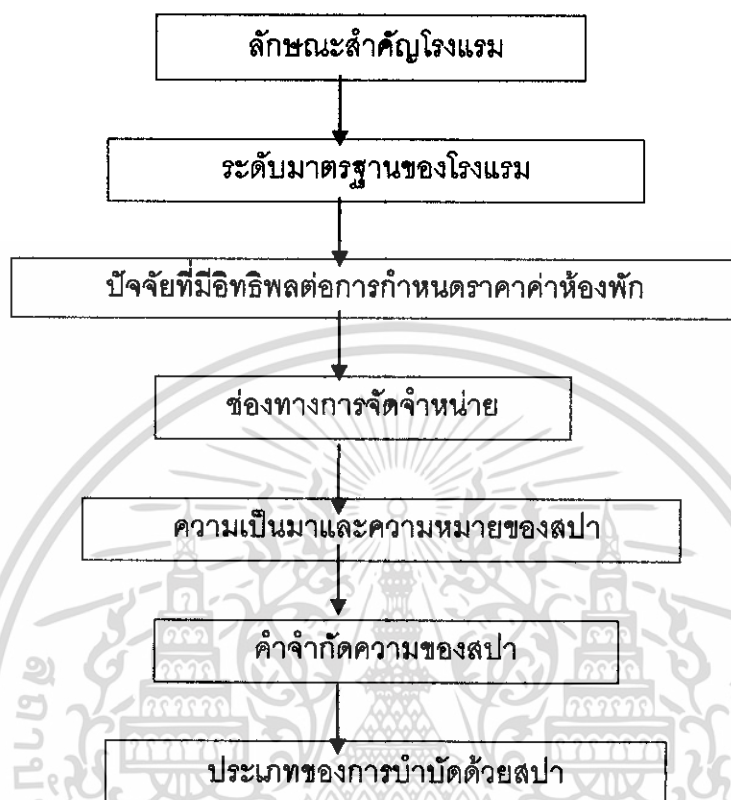 ลักษณะสำคัญโรงแรม
ระดับมาตรฐานของโรงแรม
ปัจจัยที่มีอิทธิพลต่อการกำหนดราคาค่าห้องพัก
ช่องทางการจัดจำหน่าย
ความเป็นมาและความหมายของสปา
คำจำกัดความของสปา
ประเภทของการบำบัดด้วยสปา